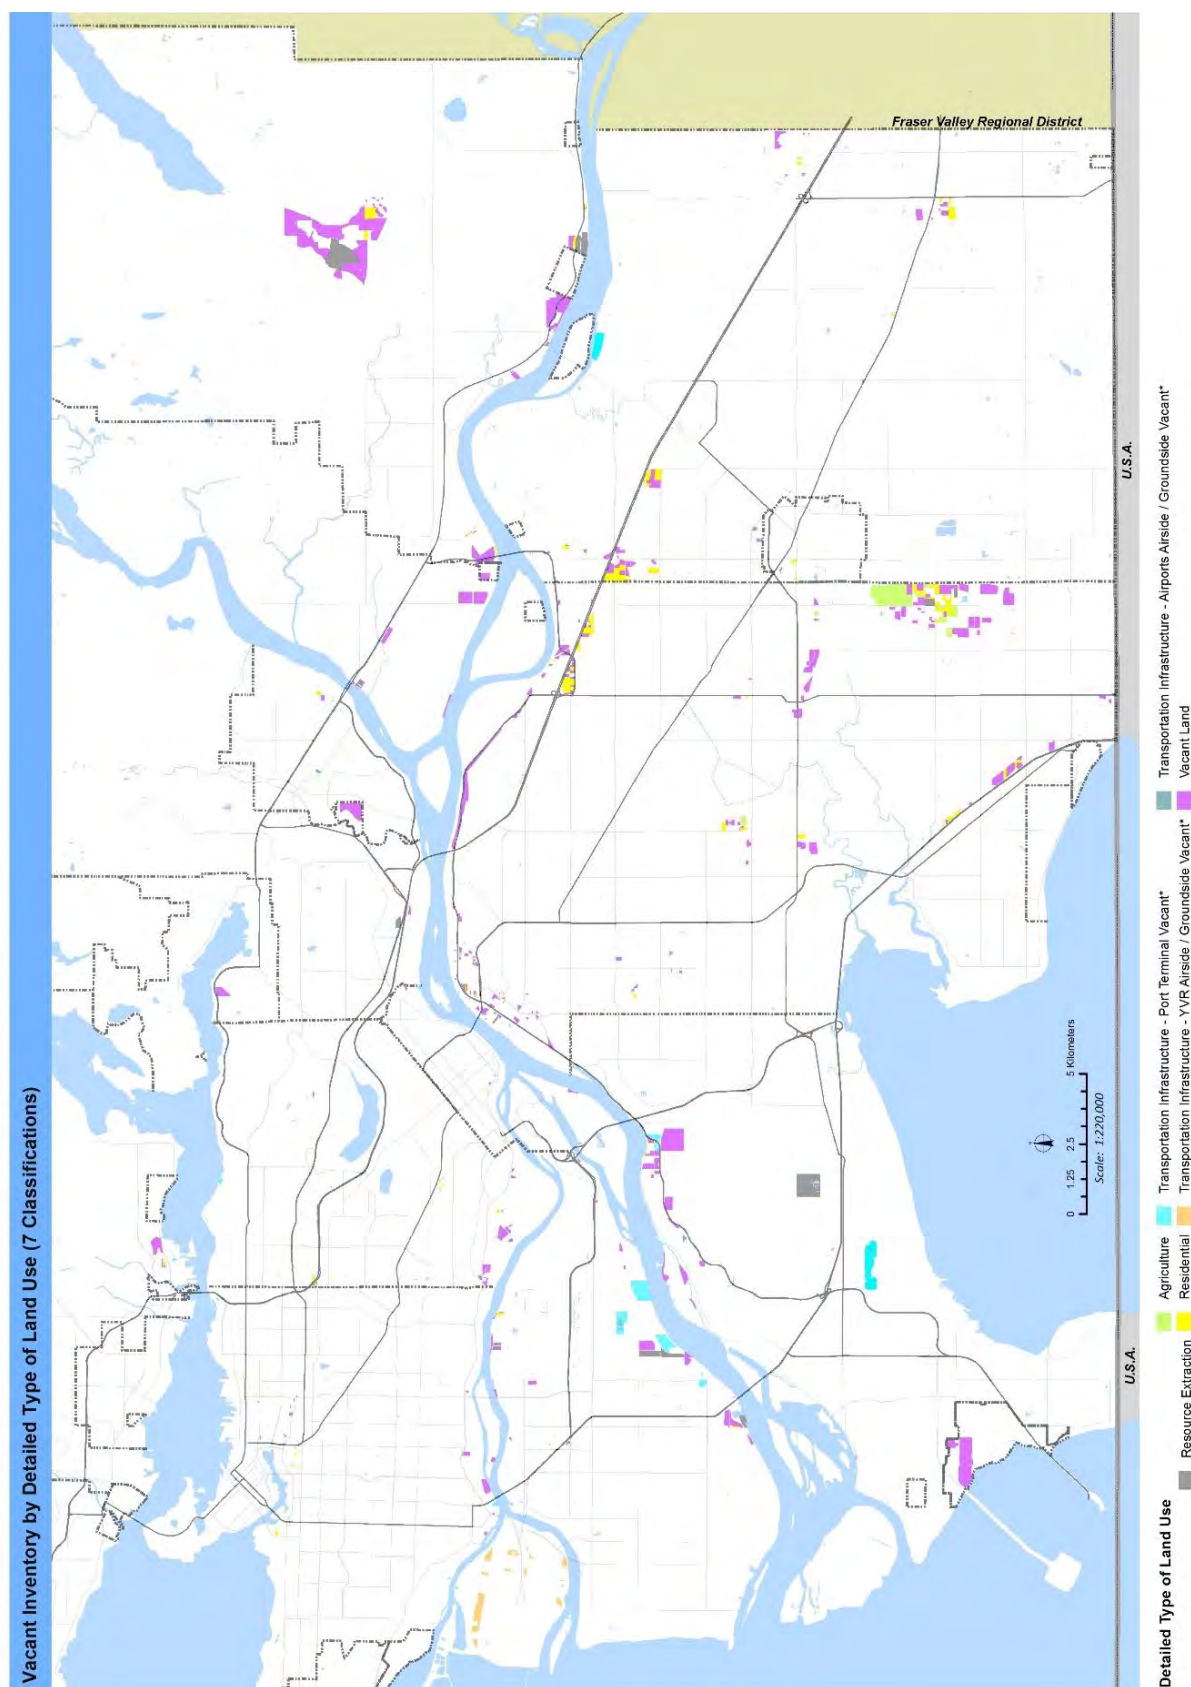 Vacant Inventory by Detailed Type of Land Use (7 Classifications)
Fraser Valley Regional District
U.S.A.
U.S.A.
0 1.25 2.5 5 Kilometers
Scale: 1:220,000
Detailed Type of Land Use
Agriculture
Transportation Infrastructure - Port Terminal Vacant*
Transportation Infrastructure - Airports Airside / Groundside Vacant*
Resource Extraction
Residential
Transportation Infrastructure - YVR Airside / Groundside Vacant*
Vacant Land